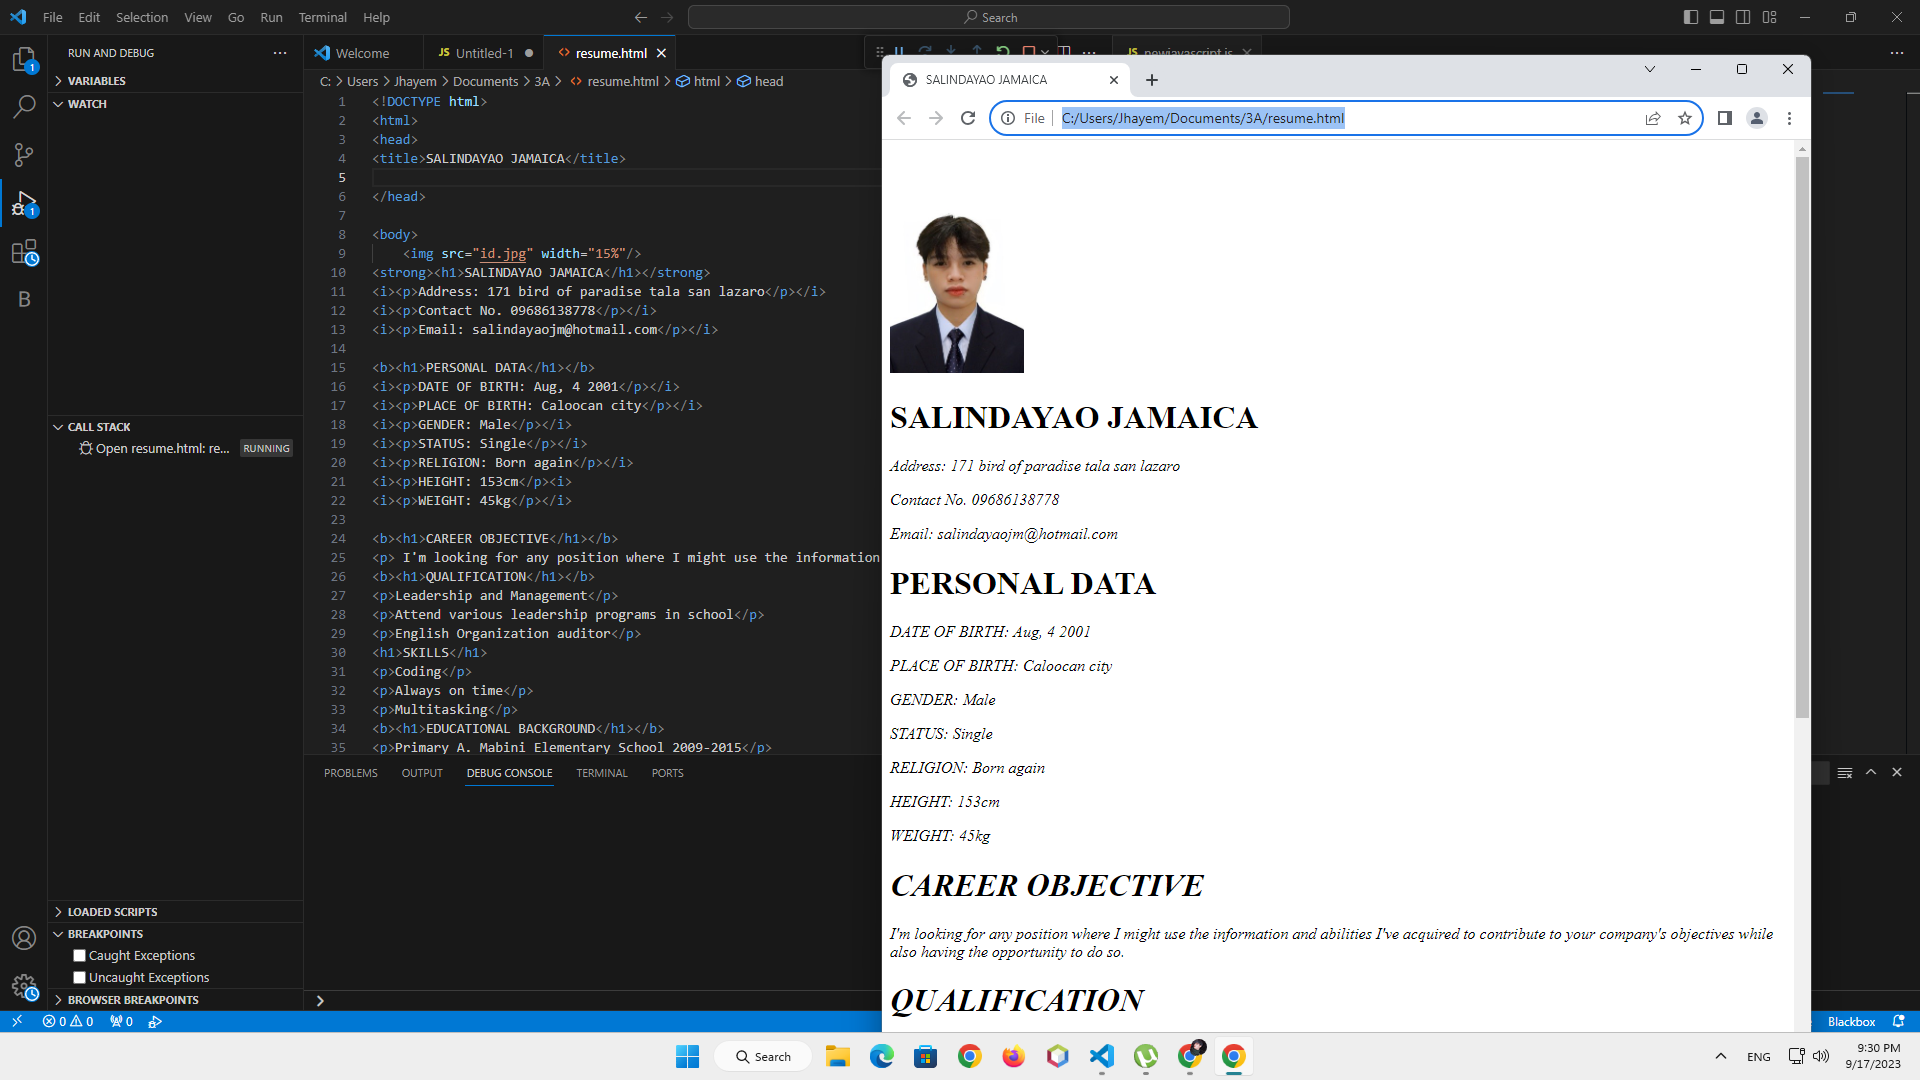 File Edit Selection View Go Run Terminal Help
Search
RUN AND DEBUG
VARIABLES
WATCH
CALL STACK
Open resume.html: re... RUNNING
LOADED SCRIPTS
BREAKPOINTS
Caught Exceptions
Uncaught Exceptions
BROWSER BREAKPOINTS
Welcome JS Untitled-1 resume.html
JS newjavascript.js
C: > Users > Jhayem > Documents > 3A > resume.html > html > head
1 <!DOCTYPE html>
2 <html>
3 <head>
4 <title>SALINDAYAO JAMAICA</title>
5
6 </head>
7
8 <body>
9 <img src="id.jpg" width="15%"/>
10 <strong><h1>SALINDAYAO JAMAICA</h1></strong>
11 <i><p>Address: 171 bird of paradise tala san lazaro</p></i>
12 <i><p>Contact No. 09686138778</p></i>
13 <i><p>Email: salindayaojm@hotmail.com</p></i>
14
15 <b><h1>PERSONAL DATA</h1></b>
16 <i><p>DATE OF BIRTH: Aug, 4 2001</p></i>
17 <i><p>PLACE OF BIRTH: Caloocan city</p></i>
18 <i><p>GENDER: Male</p></i>
19 <i><p>STATUS: Single</p></i>
20 <i><p>RELIGION: Born again</p></i>
21 <i><p>HEIGHT: 153cm</p><i>
22 <i><p>WEIGHT: 45kg</p></i>
23
24 <b><h1>CAREER OBJECTIVE</h1></b>
25 <p> I'm looking for any position where I might use the information
26 <b><h1>QUALIFICATION</h1></b>
27 <p>Leadership and Management</p>
28 <p>Attend various leadership programs in school</p>
29 <p>English Organization auditor</p>
30 <h1>SKILLS</h1>
31 <p>Coding</p>
32 <p>Always on time</p>
33 <p>Multitasking</p>
34 <b><h1>EDUCATIONAL BACKGROUND</h1></b>
35 <p>Primary A. Mabini Elementary School 2009-2015</p>
PROBLEMS OUTPUT DEBUG CONSOLE TERMINAL PORTS
SALINDAYAO JAMAICA
File C:/Users/Jhayem/Documents/3A/resume.html
SALINDAYAO JAMAICA
Address: 171 bird of paradise tala san lazaro
Contact No. 09686138778
Email: salindayaojm@hotmail.com
PERSONAL DATA
DATE OF BIRTH: Aug, 4 2001
PLACE OF BIRTH: Caloocan city
GENDER: Male
STATUS: Single
RELIGION: Born again
HEIGHT: 153cm
WEIGHT: 45kg
CAREER OBJECTIVE
I'm looking for any position where I might use the information and abilities I've acquired to contribute to your company's objectives while
also having the opportunity to do so.
QUALIFICATION
B
1
1
0 0 0
Blackbox
Search
ENG
9:30 PM
9/17/2023